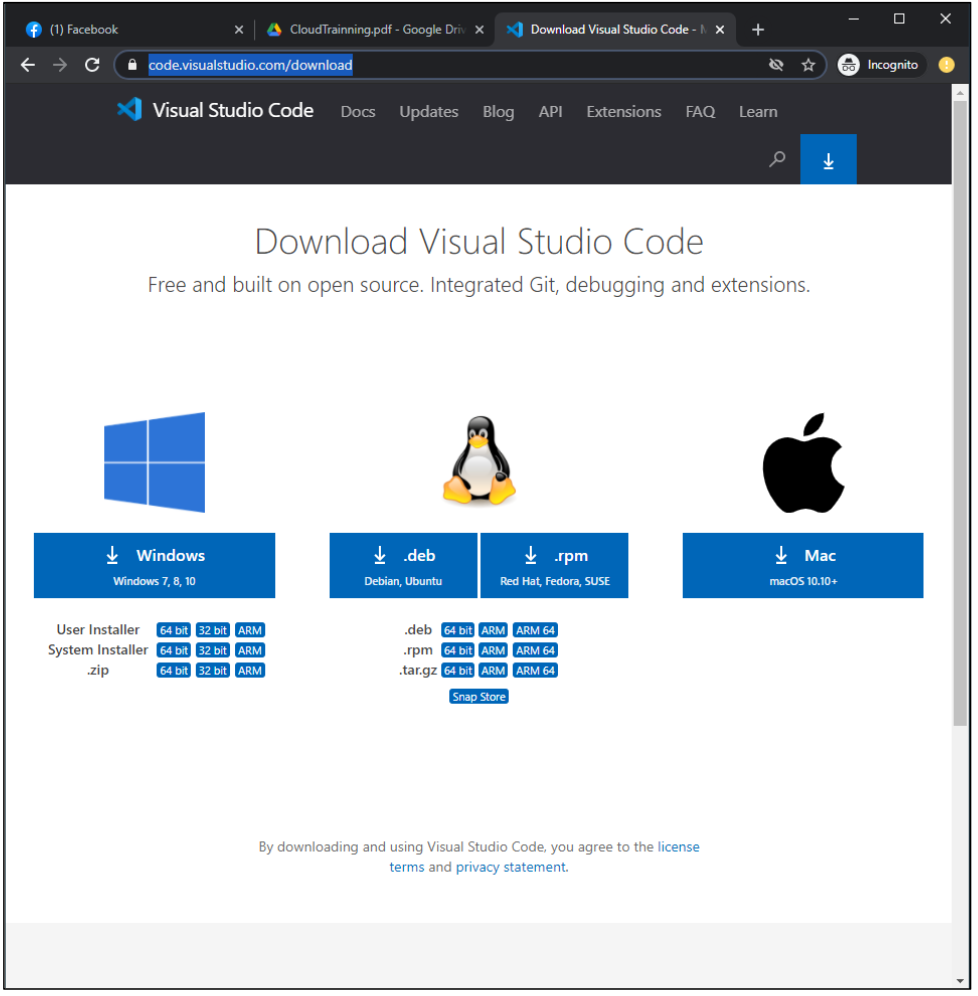 (1) Facebook
CloudTrainning.pdf - Google Driv
Download Visual Studio Code -
code.visualstudio.com/download
Incognito
Visual Studio Code Docs Updates Blog API Extensions FAQ Learn
Download Visual Studio Code
Free and built on open source. Integrated Git, debugging and extensions.
Windows
Windows 7, 8, 10
.deb
Debian, Ubuntu
.rpm
Red Hat, Fedora, SUSE
Mac
macOS 10.10+
User Installer 64 bit 32 bit ARM
System Installer 64 bit 32 bit ARM
.zip 64 bit 32 bit ARM
.deb 64 bit ARM ARM 64
.rpm 64 bit ARM ARM 64
.tar.gz 64 bit ARM ARM 64
Snap Store
By downloading and using Visual Studio Code, you agree to the license
terms and privacy statement.